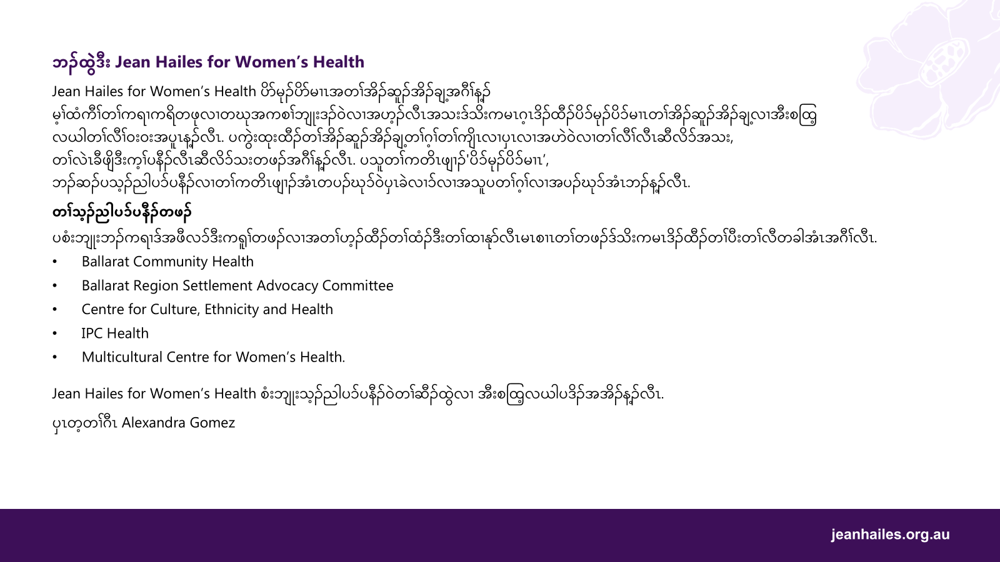 ဘၣ်ထွဲဒီး Jean Hailes for Women’s Health
Jean Hailes for Women’s Health ပိာ်မုၣ်ပိာ်မၢၤအတၢ်အိၣ်ဆူၣ်အိၣ်ချ့အဂီၢ်န့ၣ်
မ့ၢ်ထံကီၢ်တၢ်ကရၢကရိတဖုလၢတဃုအကစၢ်ဘျုးဒၣ်ဝဲလၢအဟ့ၣ်လီၤအသးဒ်သိးကမၤဂ့ၤဒိၣ်ထီၣ်ပိာ်မုၣ်ပိာ်မၢၤတၢ်အိၣ်ဆူၣ်အိၣ်ချ့လၢအီးစထြ့
လယါတၢ်လီၢ်ဝးဝးအပူၤန့ၣ်လီၤ. ပကွဲးထုးထီၣ်တၢ်အိၣ်ဆူၣ်အိၣ်ချ့တၢ်ဂ့ၢ်တၢ်ကျိၤလၢပှၤလၢအဟဲဝဲလၢတၢ်လီၢ်လီၤဆီလိာ်အသး,
တၢ်လဲၤခီဖျိဒီးက့ၢ်ပနီၣ်လီၤဆီလိာ်သးတဖၣ်အဂီၢ်န့ၣ်လီၤ. ပသူတၢ်ကတိၤဖျၢၣ်'ပိာ်မုၣ်ပိာ်မၢၤ’,
ဘၣ်ဆၣ်ပသ့ၣ်ညါပာ်ပနီၣ်လၢတၢ်ကတိၤဖျၢၣ်အံၤတပၣ်ဃုာ်ဝဲပှၤခဲလၢာ်လၢအသူပတၢ်ဂ့ၢ်လၢအပၣ်ဃုာ်အံၤဘၣ်န့ၣ်လီၤ.
တၢ်သ့ၣ်ညါပာ်ပနီၣ်တဖၣ်
ပစံးဘျုးဘၣ်ကရၢဒ်အဖီလာ်ဒီးကရူၢ်တဖၣ်လၢအတၢ်ဟ့ၣ်ထီၣ်တၢ်ထံၣ်ဒီးတၢ်ထၢနုာ်လီၤမၤစၢၤတၢ်တဖၣ်ဒ်သိးကမၤဒိၣ်ထီၣ်တၢ်ပီးတၢ်လီတခါအံၤအဂီၢ်လီၤ.
• Ballarat Community Health
• Ballarat Region Settlement Advocacy Committee
• Centre for Culture, Ethnicity and Health
• IPC Health
• Multicultural Centre for Women’s Health.
Jean Hailes for Women’s Health စံးဘျုးသ့ၣ်ညါပာ်ပနီၣ်ဝဲတၢ်ဆီၣ်ထွဲလၢ အီးစထြ့လယါပဒိၣ်အအိၣ်န့ၣ်လီၤ.
ပှၤတ့တၢ်ဂီၤ Alexandra Gomez
jeanhailes.org.au